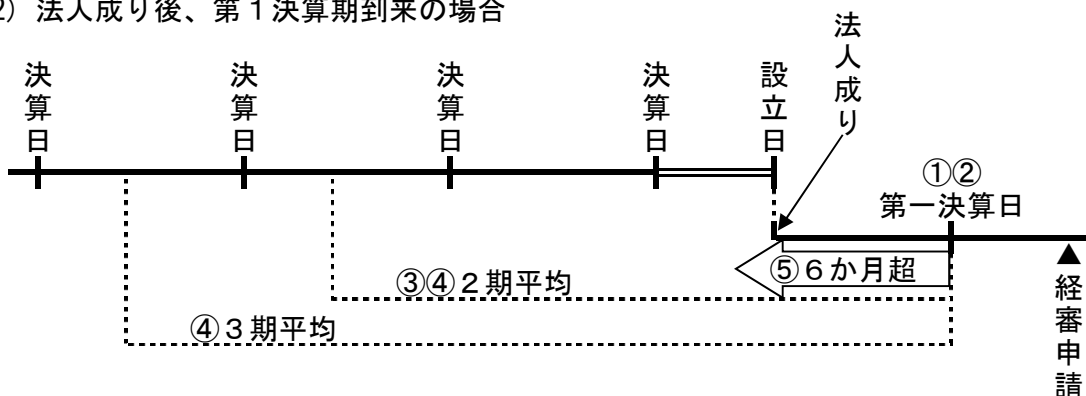 2）法人成り後、第１決算期到来の場合
決算日
決算日
決算日
決算日
設立日
法人成り
①②
第一決算日
⑤６か月超
③④２期平均
④３期平均
▲経審申請